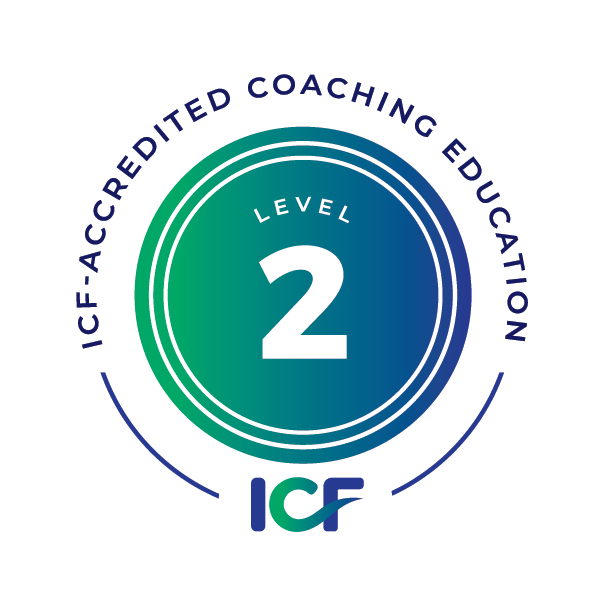 ICF-ACCREDITED COACHING EDUCATION
LEVEL
2
ICF